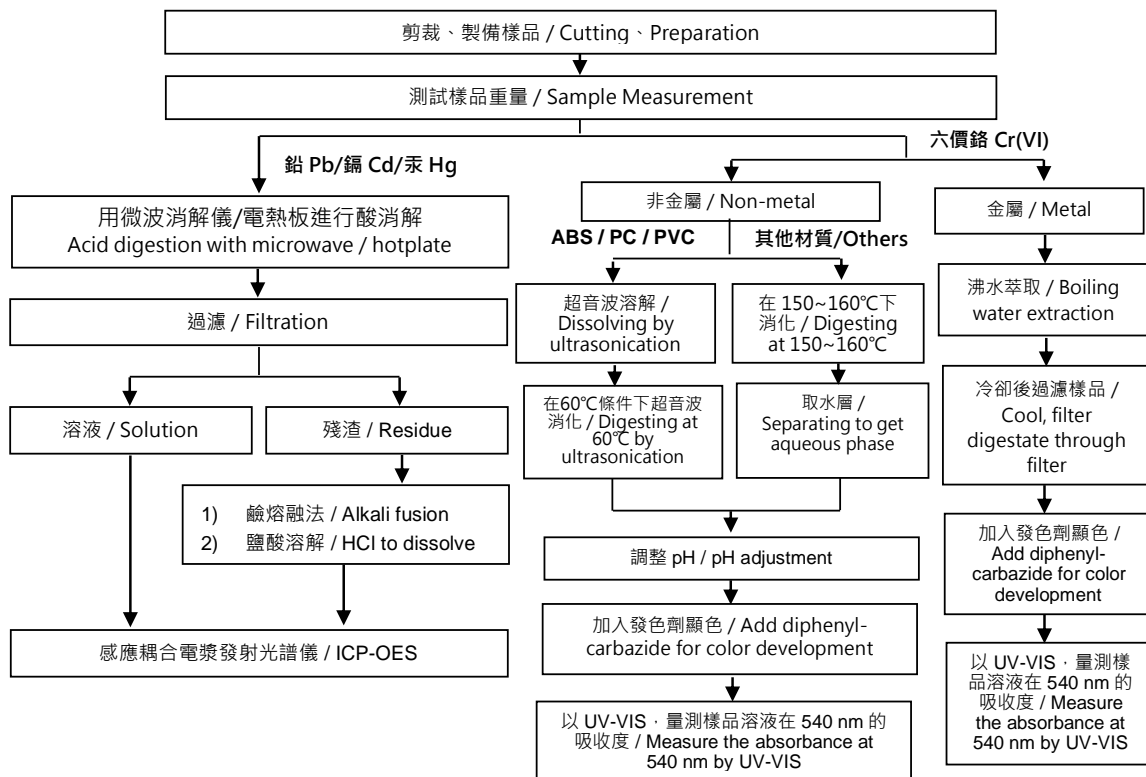 剪裁、製備樣品 / Cutting、Preparation
測試樣品重量 / Sample Measurement
鉛 Pb/鎘 Cd/汞 Hg
用微波消解儀/電熱板進行酸消解
Acid digestion with microwave / hotplate
過濾 / Filtration
溶液 / Solution
殘渣 / Residue
1) 鹼熔融法 / Alkali fusion
2) 鹽酸溶解 / HCl to dissolve
感應耦合電漿發射光譜儀 / ICP-OES
六價鉻 Cr(VI)
非金屬 / Non-metal
ABS / PC / PVC
其他材質/Others
超音波溶解 /
Dissolving by
ultrasonication
在60℃條件下超音波
消化 / Digesting at
60℃ by
ultrasonication
在 150~160℃下
消化 / Digesting
at 150~160℃
取水層 /
Separating to get
aqueous phase
調整 pH / pH adjustment
加入發色劑顯色 / Add diphenyl-
carbazide for color development
以 UV-VIS﹐量測樣品溶液在 540 nm 的
吸收度 / Measure the absorbance at
540 nm by UV-VIS
金屬 / Metal
沸水萃取 / Boiling
water extraction
冷卻後過濾樣品 /
Cool, filter
digestate through
filter
加入發色劑顯色 /
Add diphenyl-
carbazide for color
development
以 UV-VIS﹐量測樣
品溶液在 540 nm 的
吸收度 / Measure
the absorbance at
540 nm by UV-VIS